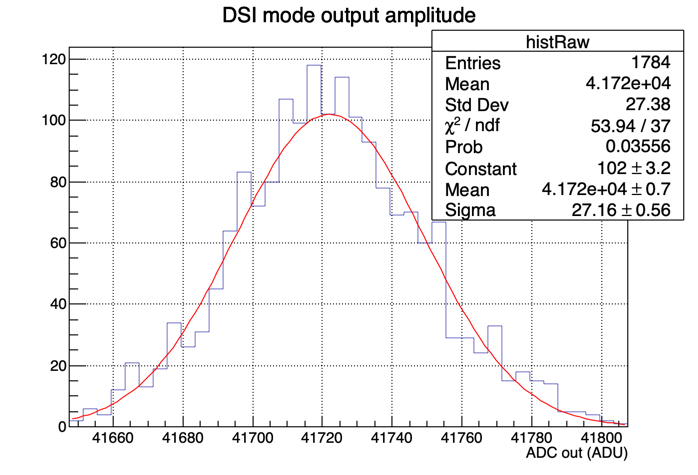 DSI mode output amplitude
histRaw
Entries 1784
Mean 4.172e+04
Std Dev 27.38
χ² / ndf 53.94 / 37
Prob 0.03556
Constant 102 ± 3.2
Mean 4.172e+04 ± 0.7
Sigma 27.16 ± 0.56
120
100
80
60
40
20
0
41660 41680 41700 41720 41740 41760 41780 41800
ADC out (ADU)